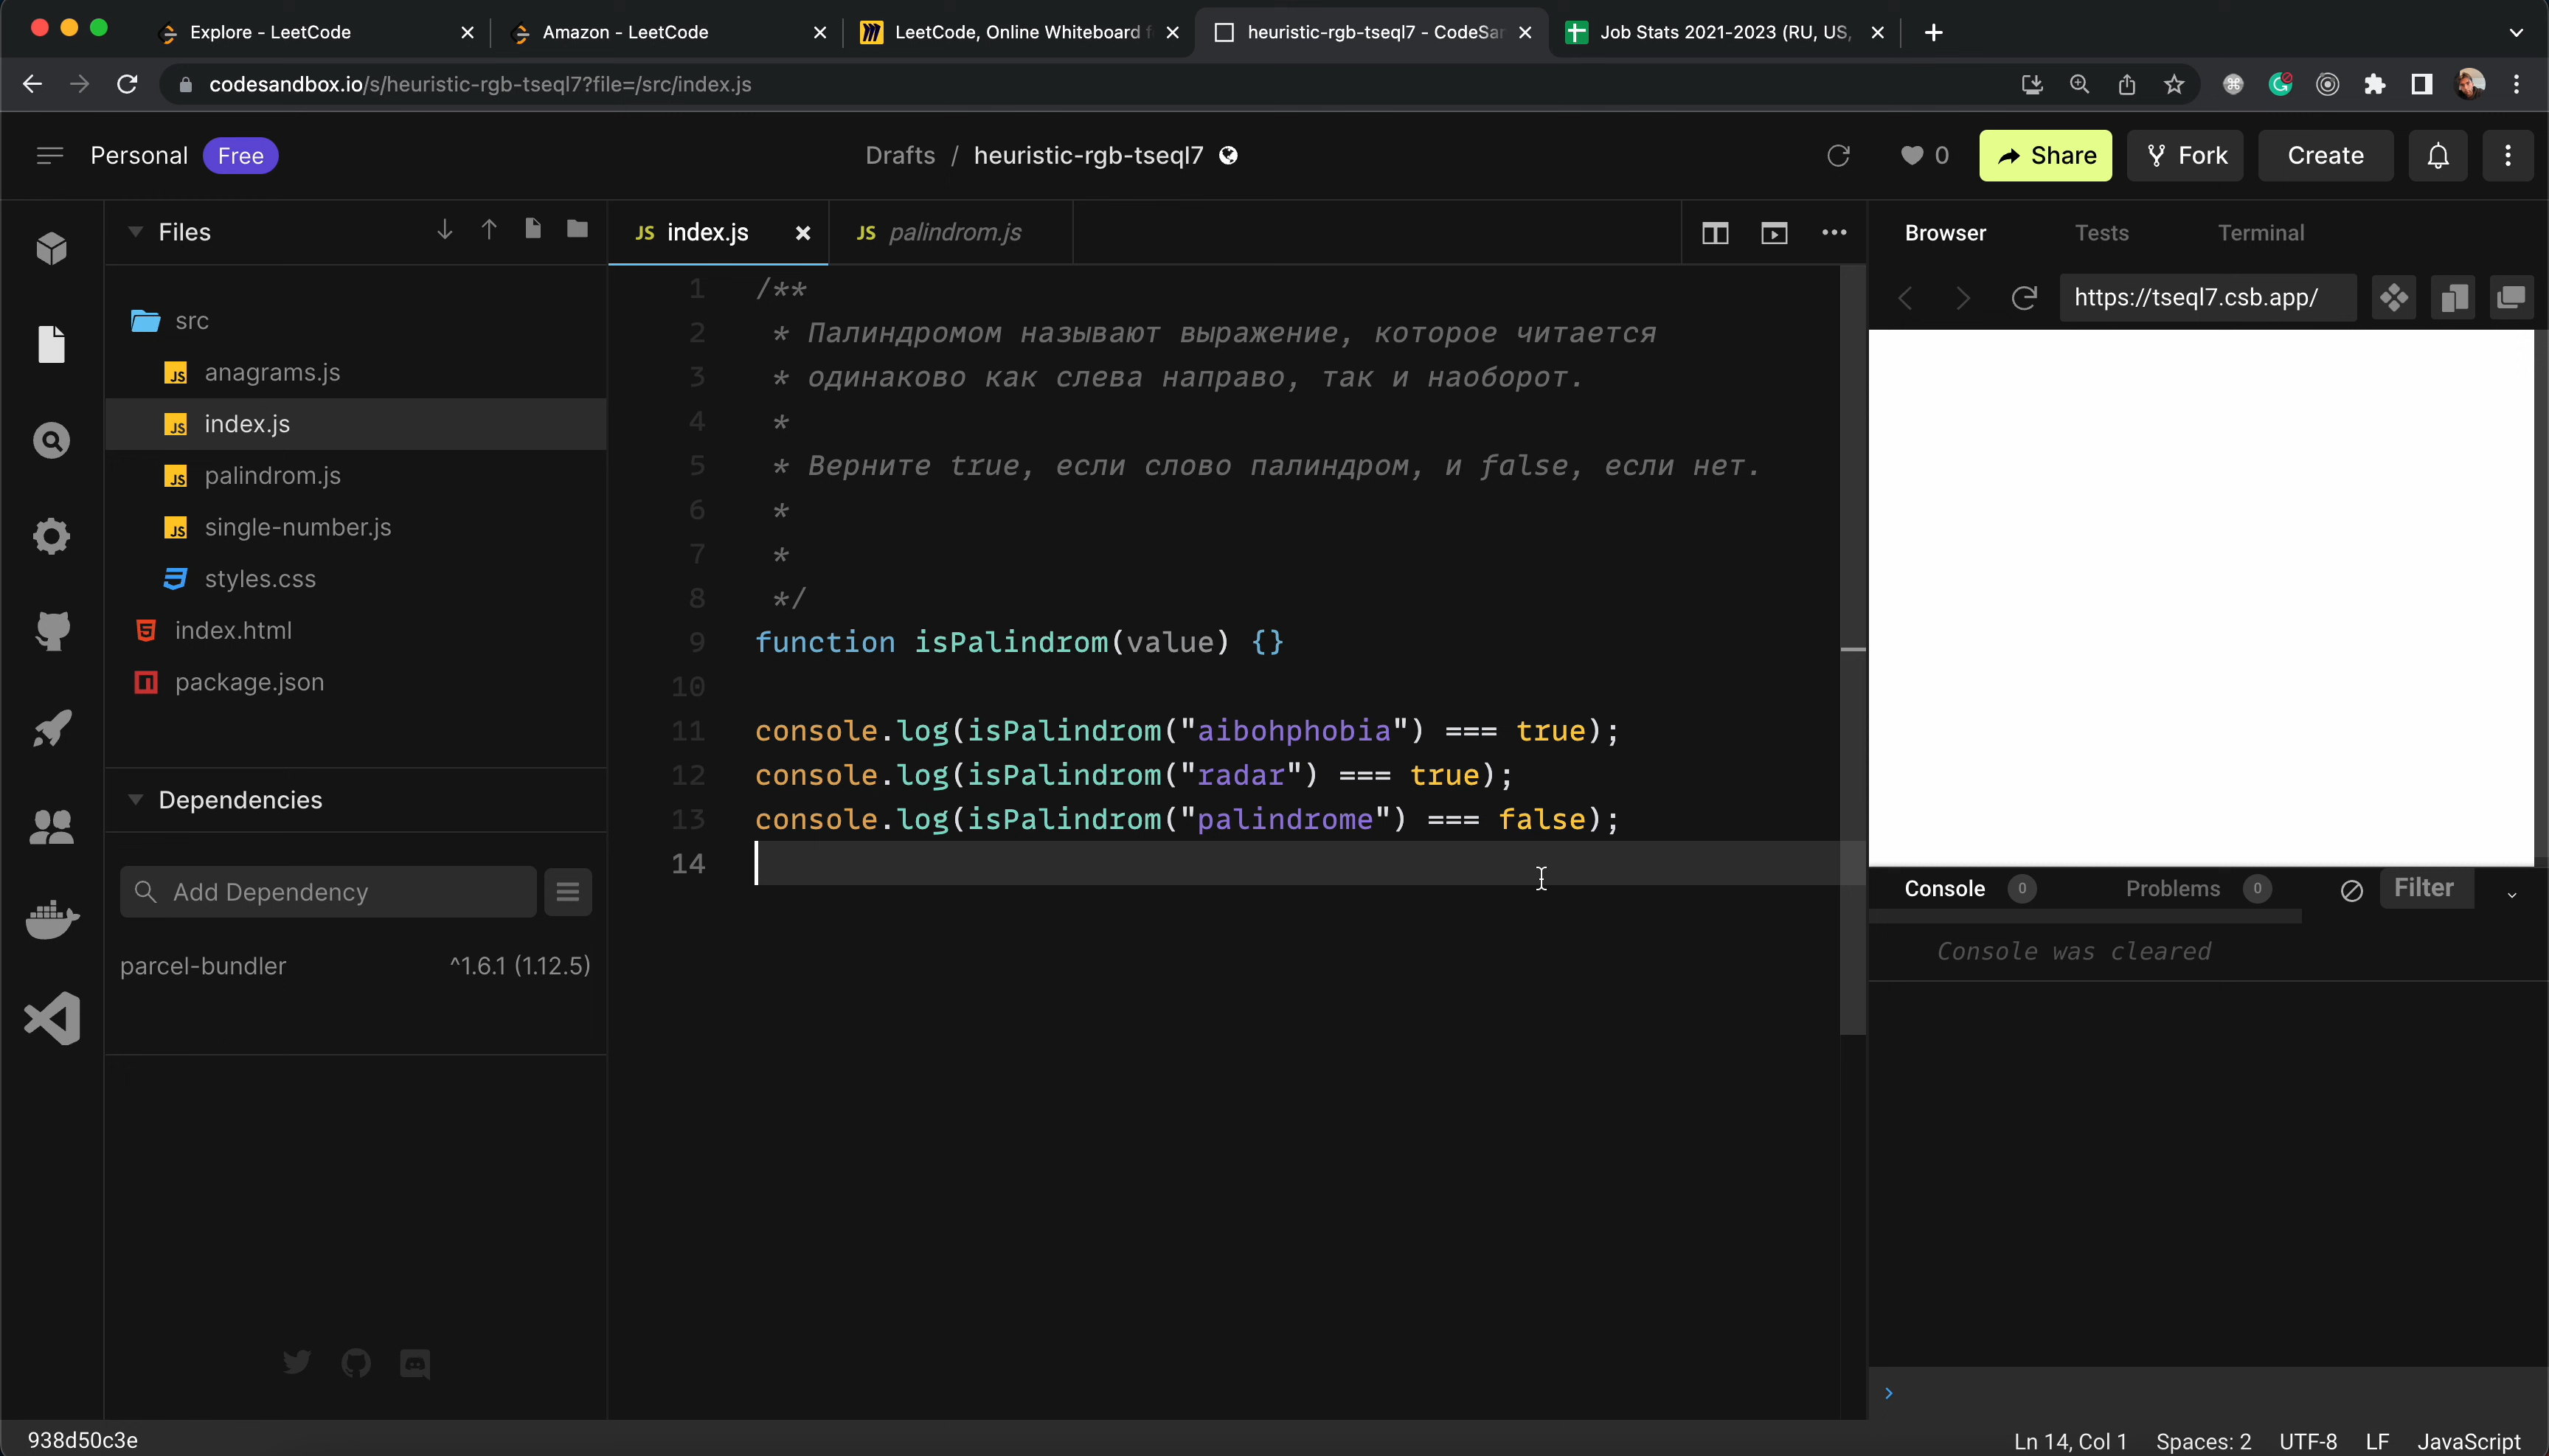 Explore - LeetCode
Amazon - LeetCode
LeetCode, Online Whiteboard f
heuristic-rgb-tseql7 - CodeSan
Job Stats 2021-2023 (RU, US,
codesandbox.io/s/heuristic-rgb-tseql7?file=/src/index.js
Personal Free
Drafts / heuristic-rgb-tseql7
0
Share
Fork
Create
Files
src
JS anagrams.js
JS index.js
JS palindrom.js
JS single-number.js
styles.css
index.html
package.json
Dependencies
Add Dependency
parcel-bundler ^1.6.1 (1.12.5)
JS index.js
JS palindrom.js
1 /**
2 * Палиндромом называют выражение, которое читается
3 * одинаково как слева направо, так и наоборот.
4 *
5 * Верните true, если слово палиндром, и false, если нет.
6 *
7 *
8 */
9 function isPalindrom(value) {}
10
11 console.log(isPalindrom("aibohphobia") === true);
12 console.log(isPalindrom("radar") === true);
13 console.log(isPalindrom("palindrome") === false);
14
Browser Tests Terminal
https://tseql7.csb.app/
Console 0 Problems 0 Filter
Console was cleared
938d50c3e
Ln 14, Col 1 Spaces: 2 UTF-8 LF JavaScript